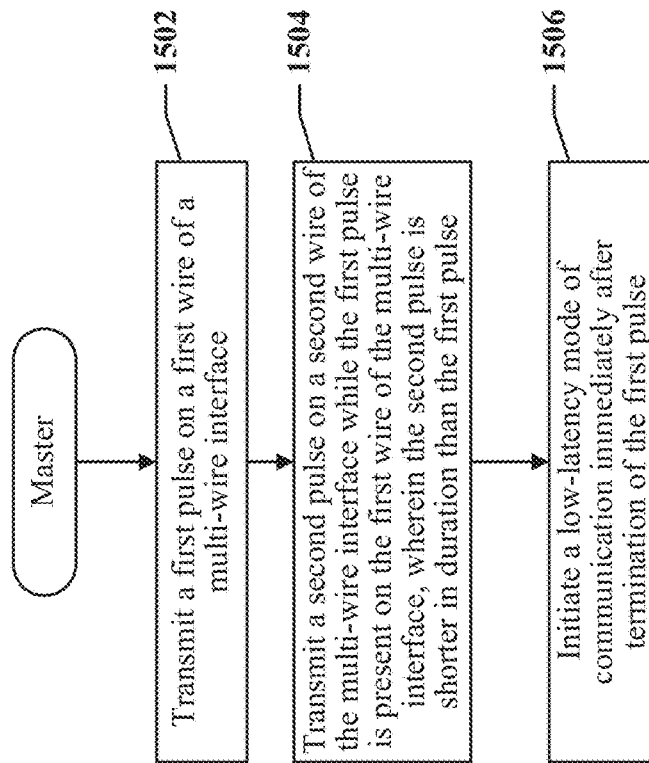 Master
1502
Transmit a first pulse on a first wire of a
multi-wire interface
1504
Transmit a second pulse on a second wire of
the multi-wire interface while the first pulse
is present on the first wire of the multi-wire
interface, wherein the second pulse is
shorter in duration than the first pulse
1506
Initiate a low-latency mode of
communication immediately after
termination of the first pulse